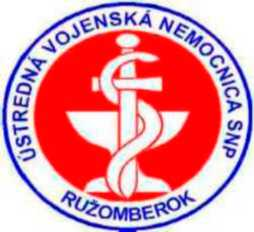 ÚSTREDNÁ VOJENSKÁ NEMOCNICA SNP
RUŽOMBEROK